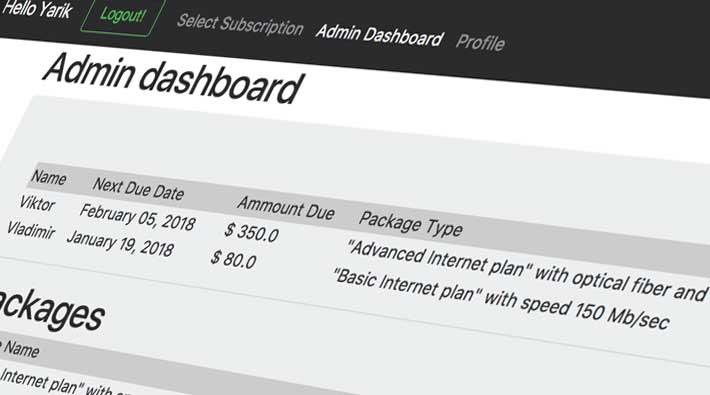 Hello Yarik Logout! Select Subscription Admin Dashboard Profile
Admin dashboard
Name Next Due Date Ammount Due Package Type
Viktor February 05, 2018 $ 350.0 "Advanced Internet plan" with optical fiber and
Vladimir January 19, 2018 $ 80.0 "Basic Internet plan" with speed 150 Mb/sec
ackages
Name
Internet plan" with